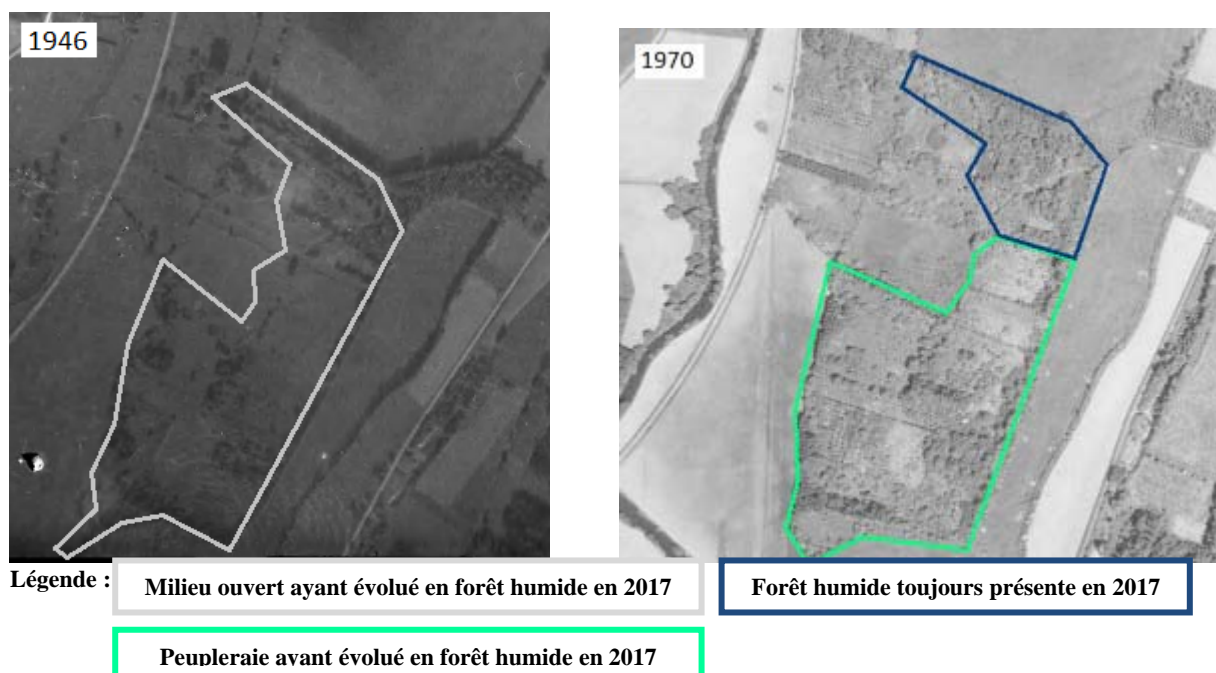 1946
1970
Légende :
Milieu ouvert ayant évolué en forêt humide en 2017
Forêt humide toujours présente en 2017
Peupleraie ayant évolué en forêt humide en 2017